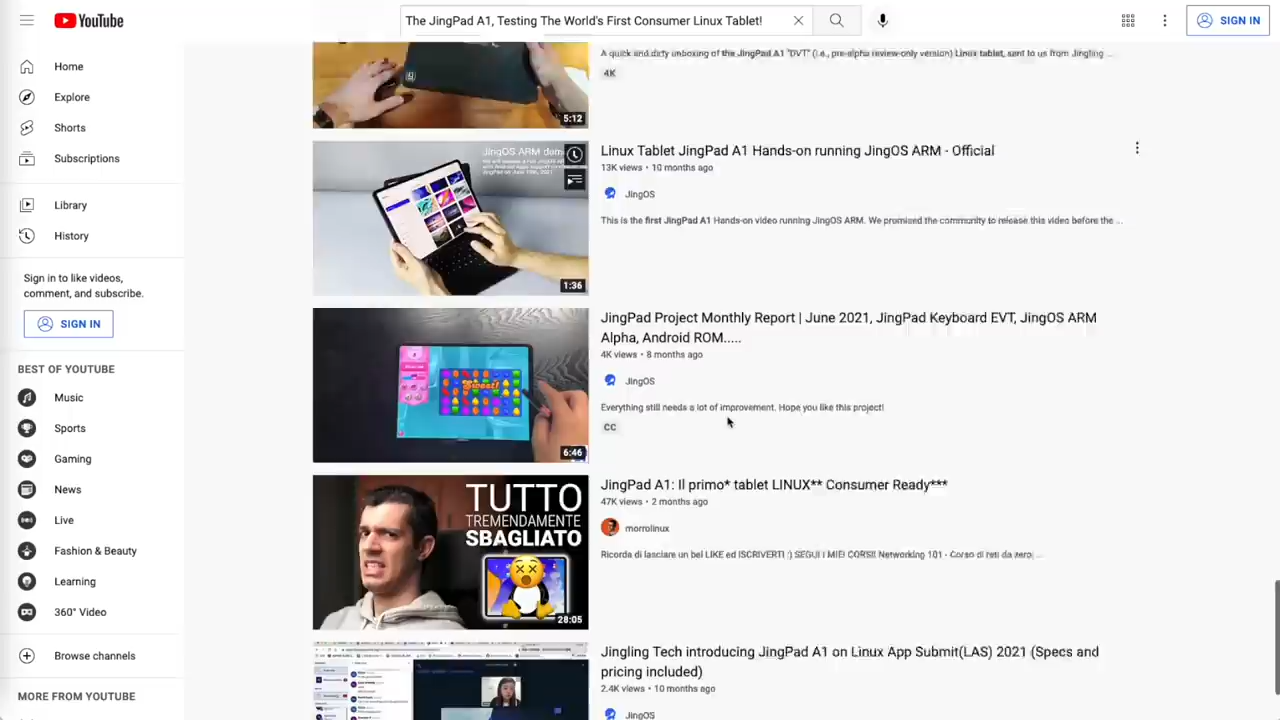 YouTube
The JingPad A1, Testing The World's First Consumer Linux Tablet!
SIGN IN
Home
Explore
Shorts
Subscriptions
Library
History
Sign in to like videos,
comment, and subscribe.
SIGN IN
BEST OF YOUTUBE
Music
Sports
Gaming
News
Live
Fashion & Beauty
Learning
360° Video
Browse channels
MORE FROM YOUTUBE
A quick and dirty unboxing of the JingPad A1 "DVT" (i.e., pre-alpha review-only version) Linux tablet, sent to us from Jingling ...
4K
5:12
JingOS ARM demo
1:36
Linux Tablet JingPad A1 Hands-on running JingOS ARM - Official
13K views • 10 months ago
JingOS
This is the first JingPad A1 Hands-on video running JingOS ARM. We promised the community to release this video before the ...
6:46
JingPad Project Monthly Report | June 2021, JingPad Keyboard EVT, JingOS ARM
Alpha, Android ROM.....
4K views • 8 months ago
JingOS
Everything still needs a lot of improvement. Hope you like this project!
CC
TUTTO
TREMENDAMENTE
SBAGLIATO
28:05
JingPad A1: Il primo* tablet LINUX** Consumer Ready***
47K views • 2 months ago
morrolinux
Ricorda di lasciare un bel LIKE ed ISCRIVERTI :) SEGUI I MIEI CORSI! Networking 101 - Corso di reti da zero ...
Jingling Tech introducing JingPad A1 on Linux App Submit(LAS) 2021 (Specs and
pricing included)
2.4K views • 10 months ago
JingOS